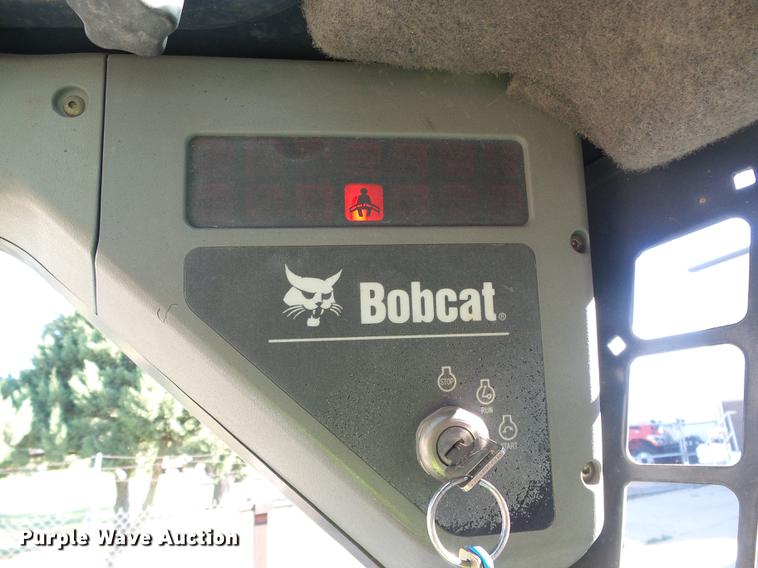 Bobcat®
STOP
RUN
START
Purple Wave Auction